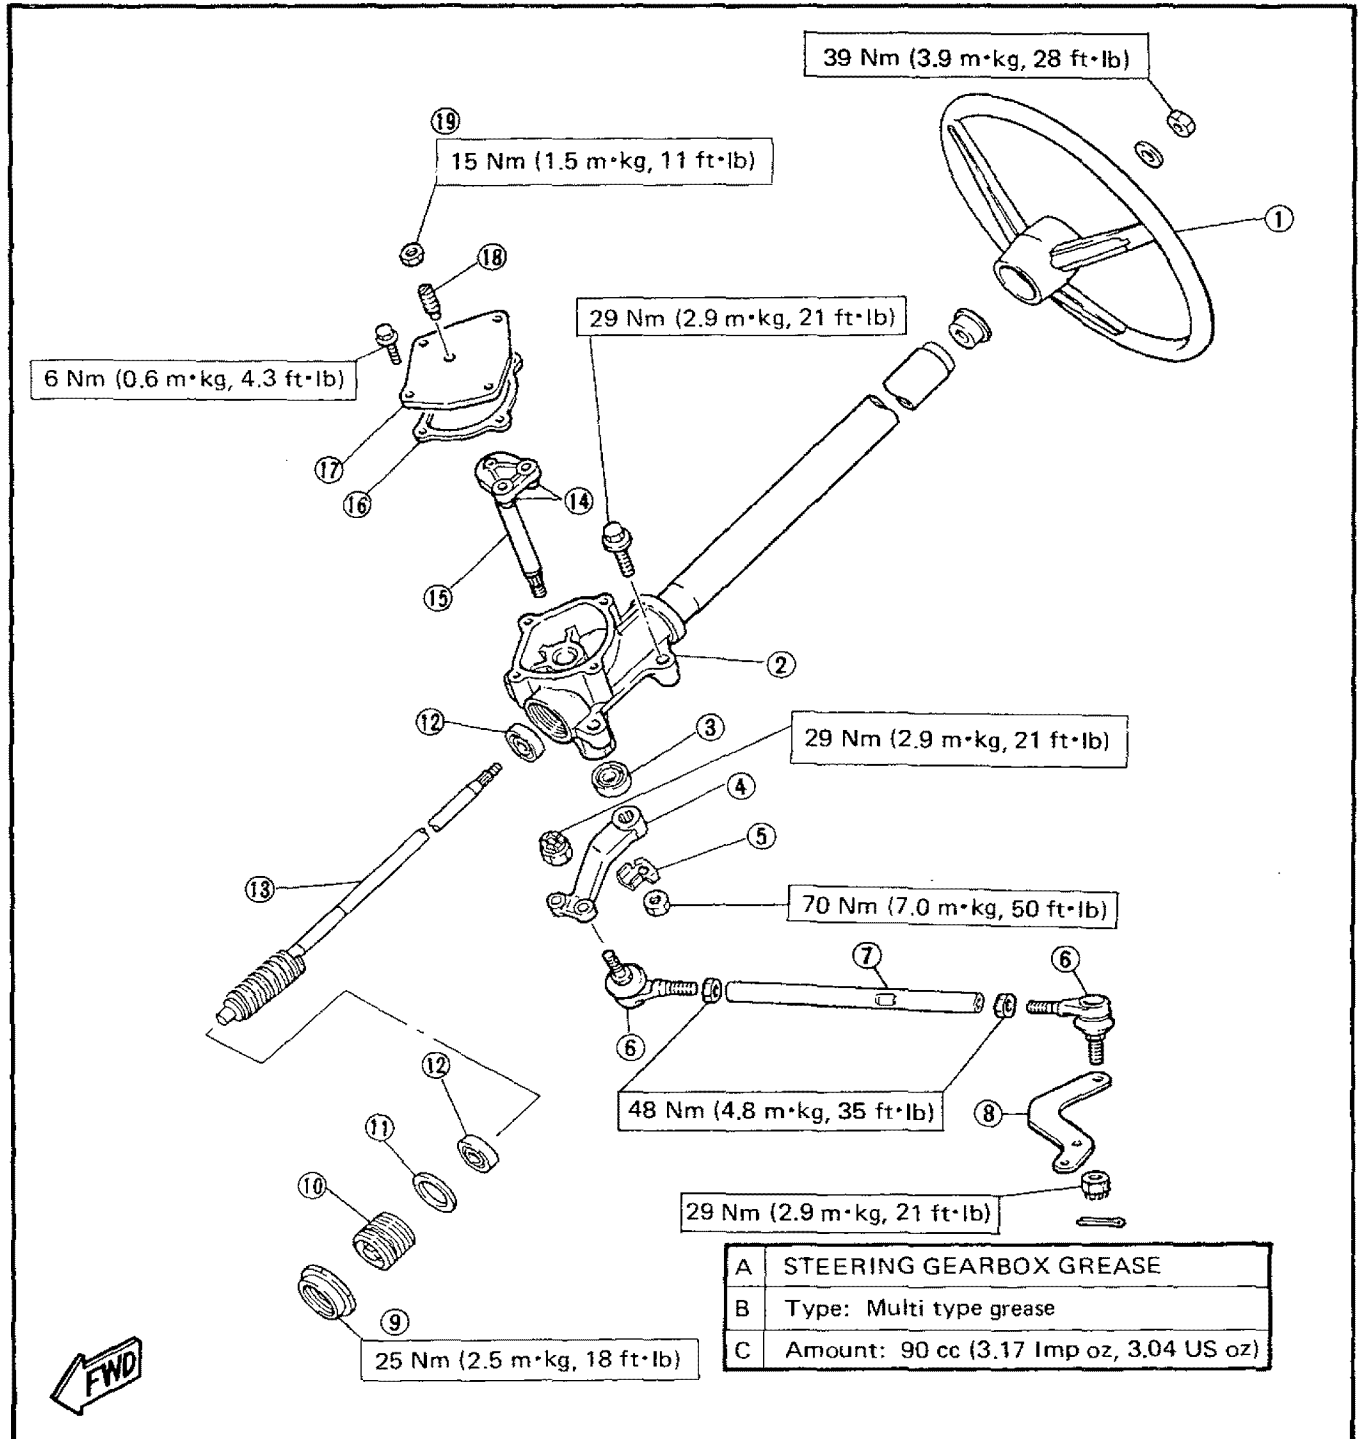 39 Nm (3.9 m•kg, 28 ft•lb)
19
15 Nm (1.5 m•kg, 11 ft•lb)
1
18
29 Nm (2.9 m•kg, 21 ft•lb)
6 Nm (0.6 m•kg, 4.3 ft•lb)
17
16
14
15
2
12
3
29 Nm (2.9 m•kg, 21 ft•lb)
4
5
13
70 Nm (7.0 m•kg, 50 ft•lb)
7
6
6
12
48 Nm (4.8 m•kg, 35 ft•lb)
8
11
10
29 Nm (2.9 m•kg, 21 ft•lb)
A STEERING GEARBOX GREASE
B Type: Multi type grease
C Amount: 90 cc (3.17 Imp oz, 3.04 US oz)
9
25 Nm (2.5 m•kg, 18 ft•lb)
FWD